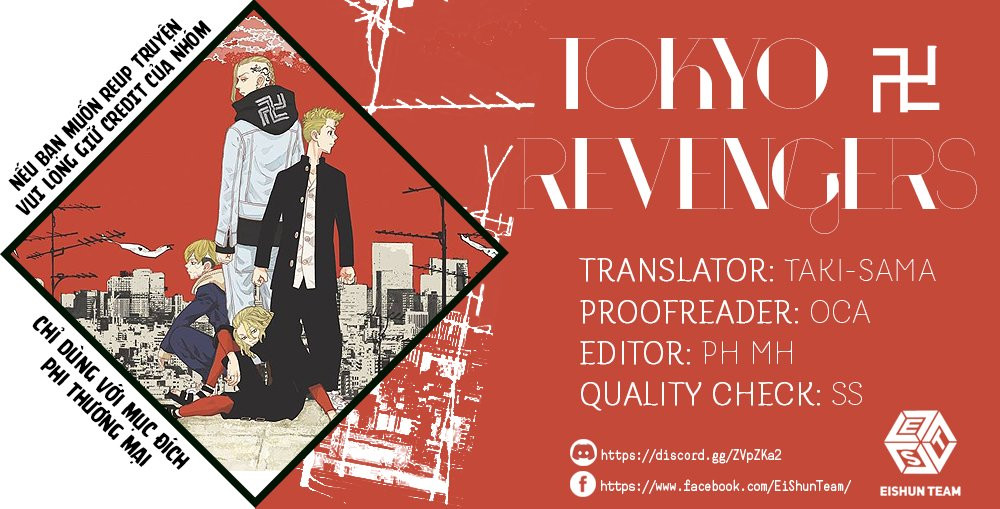 NẾU BẠN MUỐN REUP TRUYỆN
VUI LÒNG GIỮ CREDIT CỦA NHÓM
CHỈ DÙNG VỚI MỤC ĐÍCH
PHI THƯƠNG MẠI
TOKYO 卍
REVENGERS
TRANSLATOR: TAKI-SAMA
PROOFREADER: OCA
EDITOR: PH MH
QUALITY CHECK: SS
https://discord.gg/ZVpZKa2
https://www.facebook.com/EiShunTeam/
EISHUN TEAM